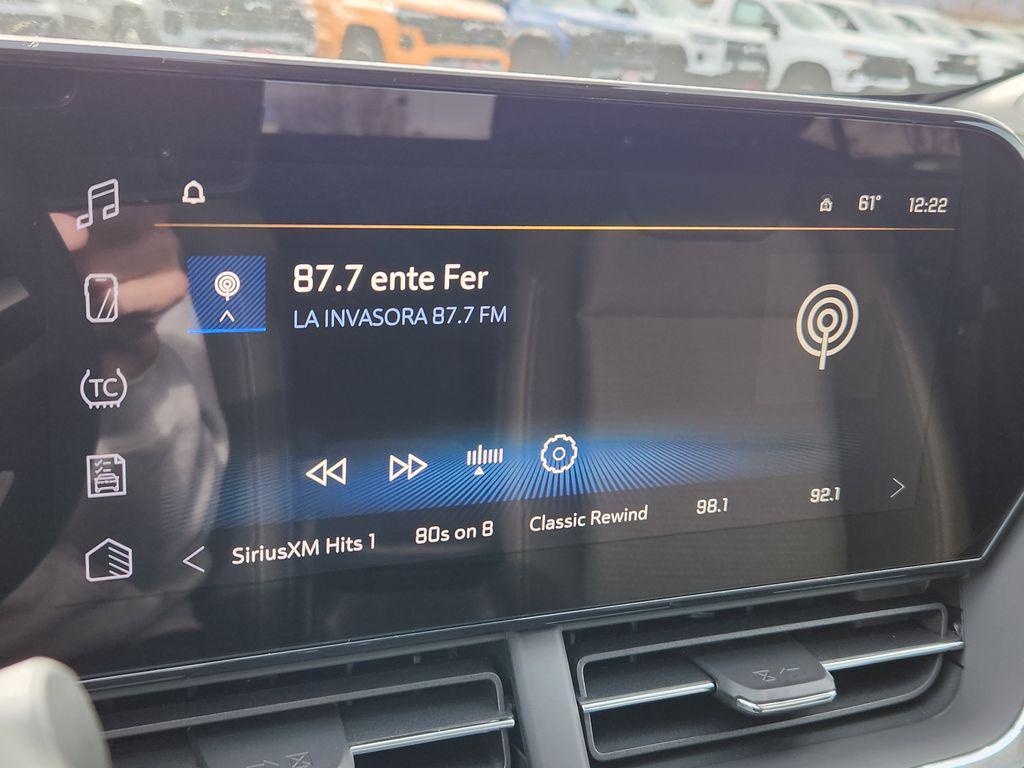 61° 12:22
87.7 ente Fer
LA INVASORA 87.7 FM
TC
SiriusXM Hits 1 80s on 8 Classic Rewind 98.1 92.1